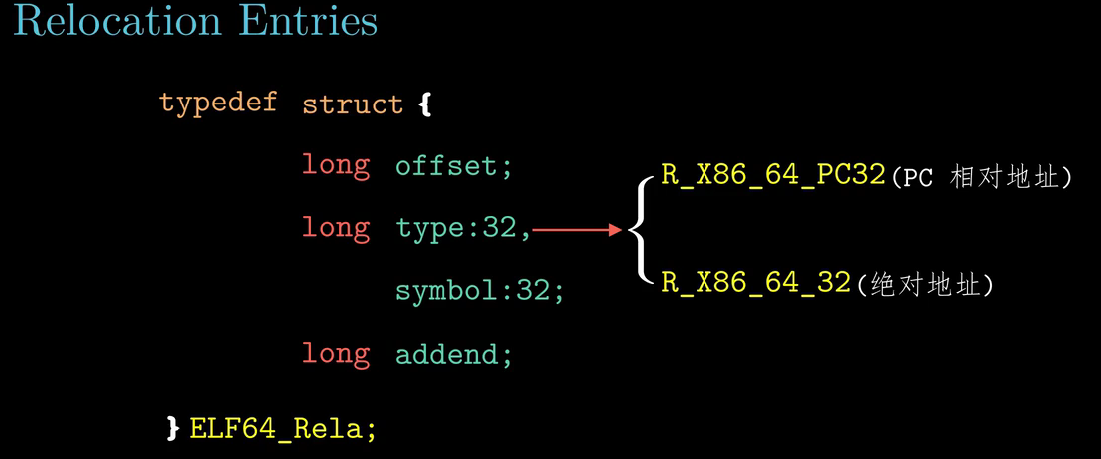 Relocation Entries
typedef struct {
long offset;
R_X86_64_PC32(PC 相对地址)
long type:32,
symbol:32;
R_X86_64_32(绝对地址)
long addend;
} ELF64_Rela;